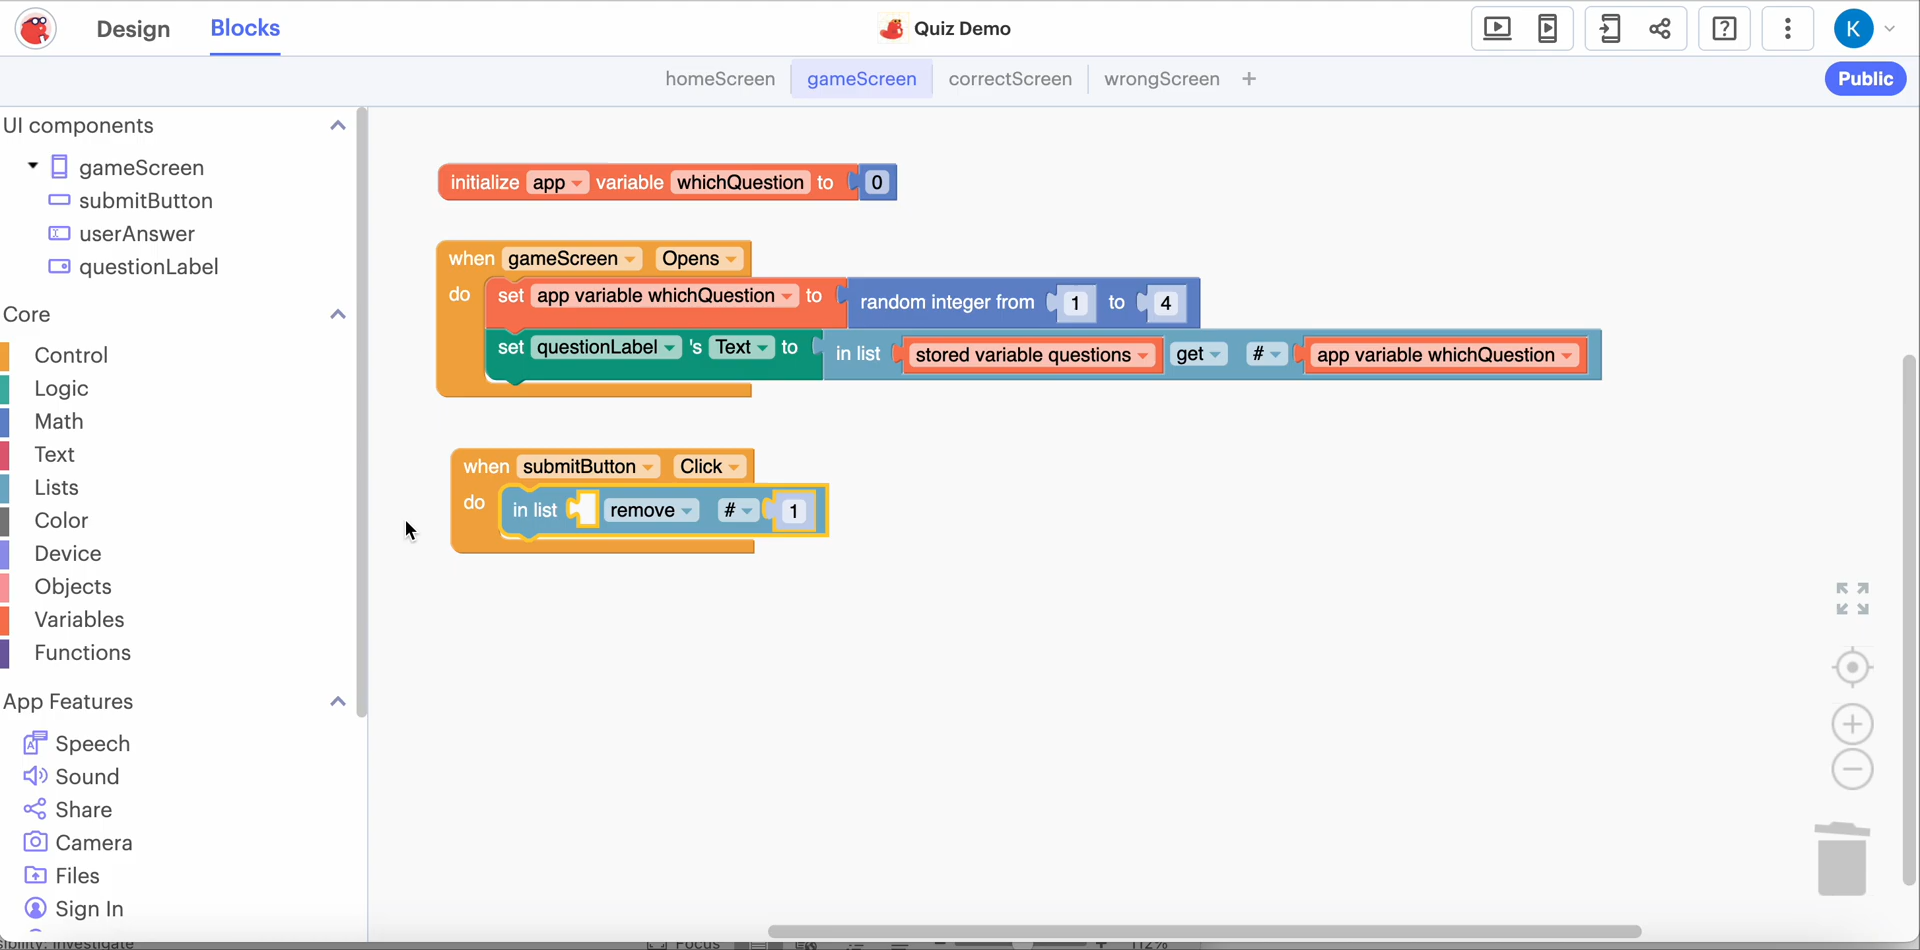 Design Blocks Quiz Demo K
homeScreen gameScreen correctScreen wrongScreen + Public
UI components
gameScreen
submitButton
userAnswer
questionLabel
Core
Control
Logic
Math
Text
Lists
Color
Device
Objects
Variables
Functions
App Features
Speech
Sound
Share
Camera
Files
Sign In
initialize app variable whichQuestion to 0
when gameScreen Opens
do set app variable whichQuestion to random integer from 1 to 4
set questionLabel 's Text to in list stored variable questions get # app variable whichQuestion
when submitButton Click
do in list remove # 1
Focus 112%